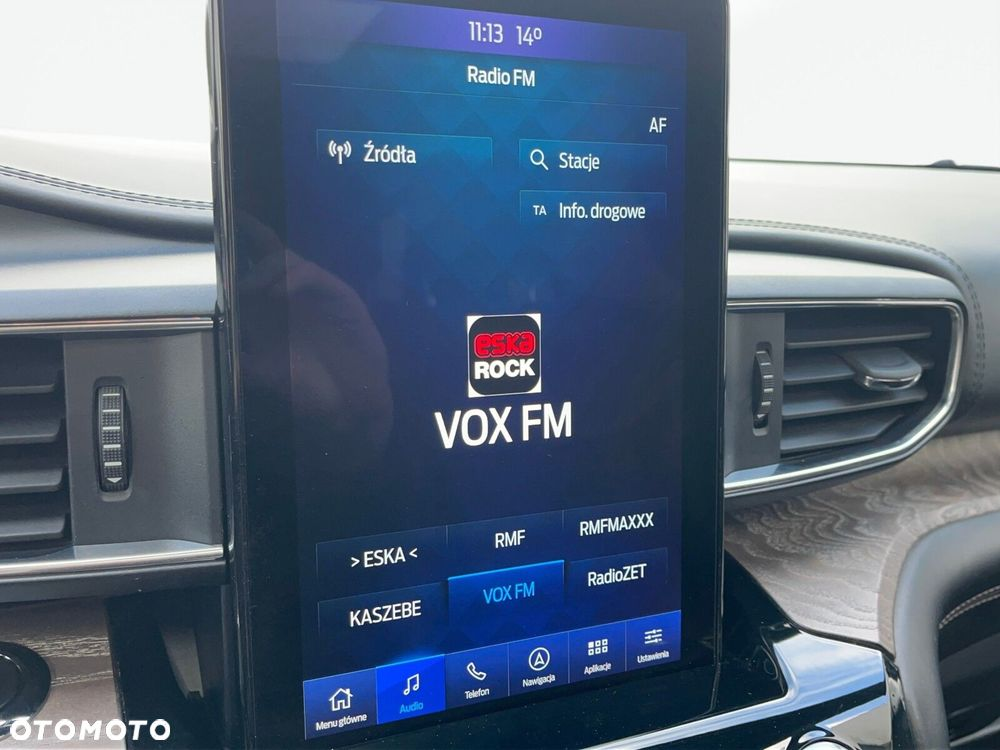 11:13 14º
Radio FM
AF
Źródła
Stacje
TA Info. drogowe
eska
ROCK
VOX FM
> ESKA < RMF RMFMAXXX
KASZEBE VOX FM RadioZET
Menu główne Audio Telefon Nawigacja Aplikacje Ustawienia
OTOMOTO